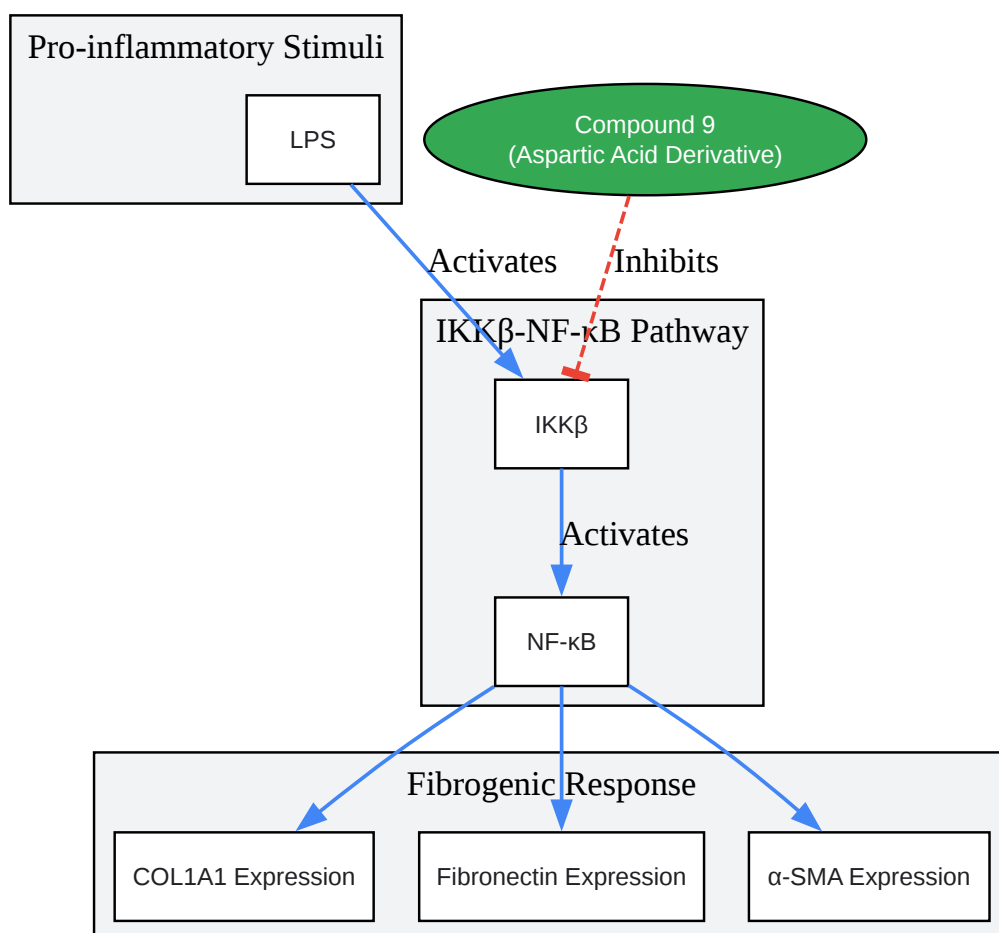 Pro-inflammatory Stimuli
LPS
Compound 9
(Aspartic Acid Derivative)
Activates
Inhibits
IKKβ-NF-κB Pathway
IKKβ
Activates
NF-κB
Fibrogenic Response
COL1A1 Expression
Fibronectin Expression
α-SMA Expression